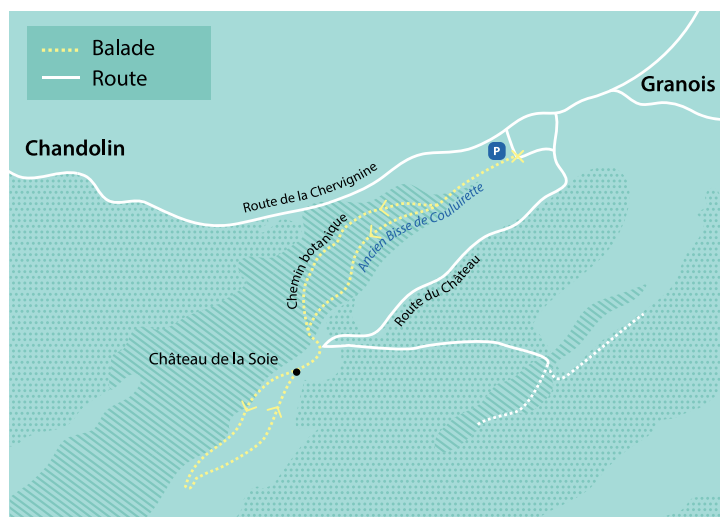 Balade
Route
Granois
Chandolin
P
Route de la Chervignine
Ancien Bisse de Couluirette
Chemin botanique
Route du Château
Château de la Soie